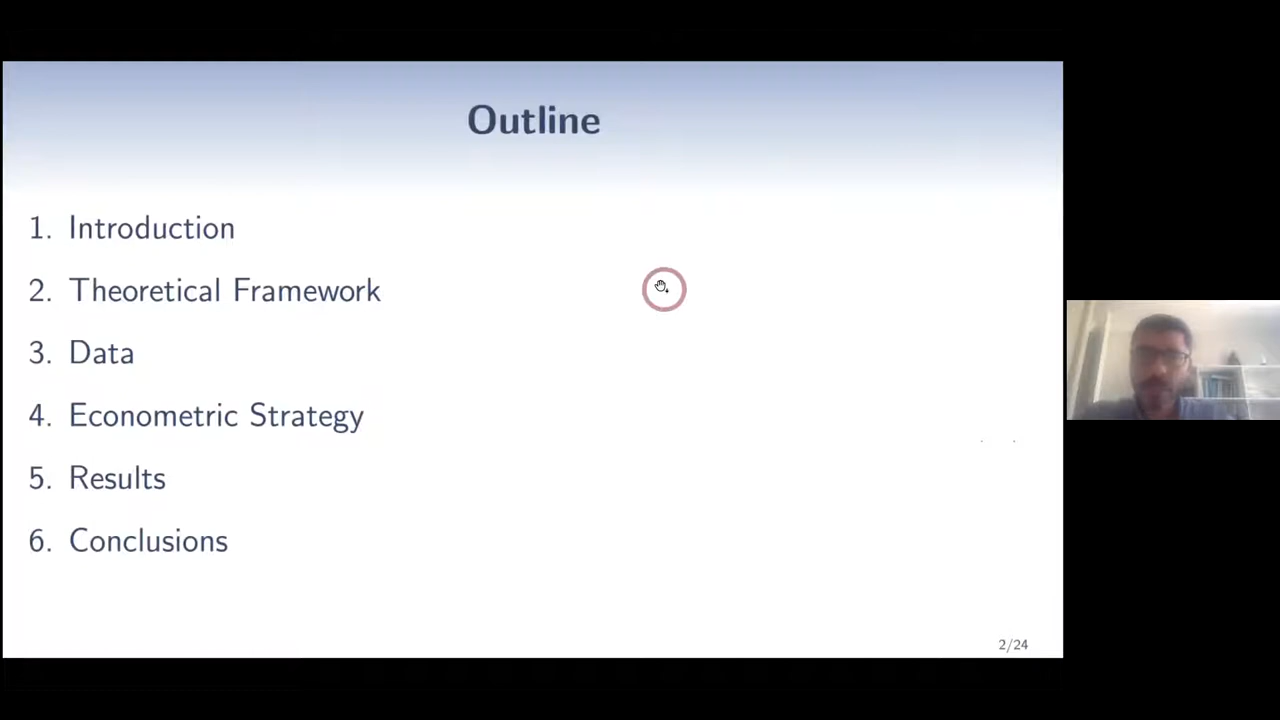 Outline
1. Introduction
2. Theoretical Framework
3. Data
4. Econometric Strategy
5. Results
6. Conclusions
2/24